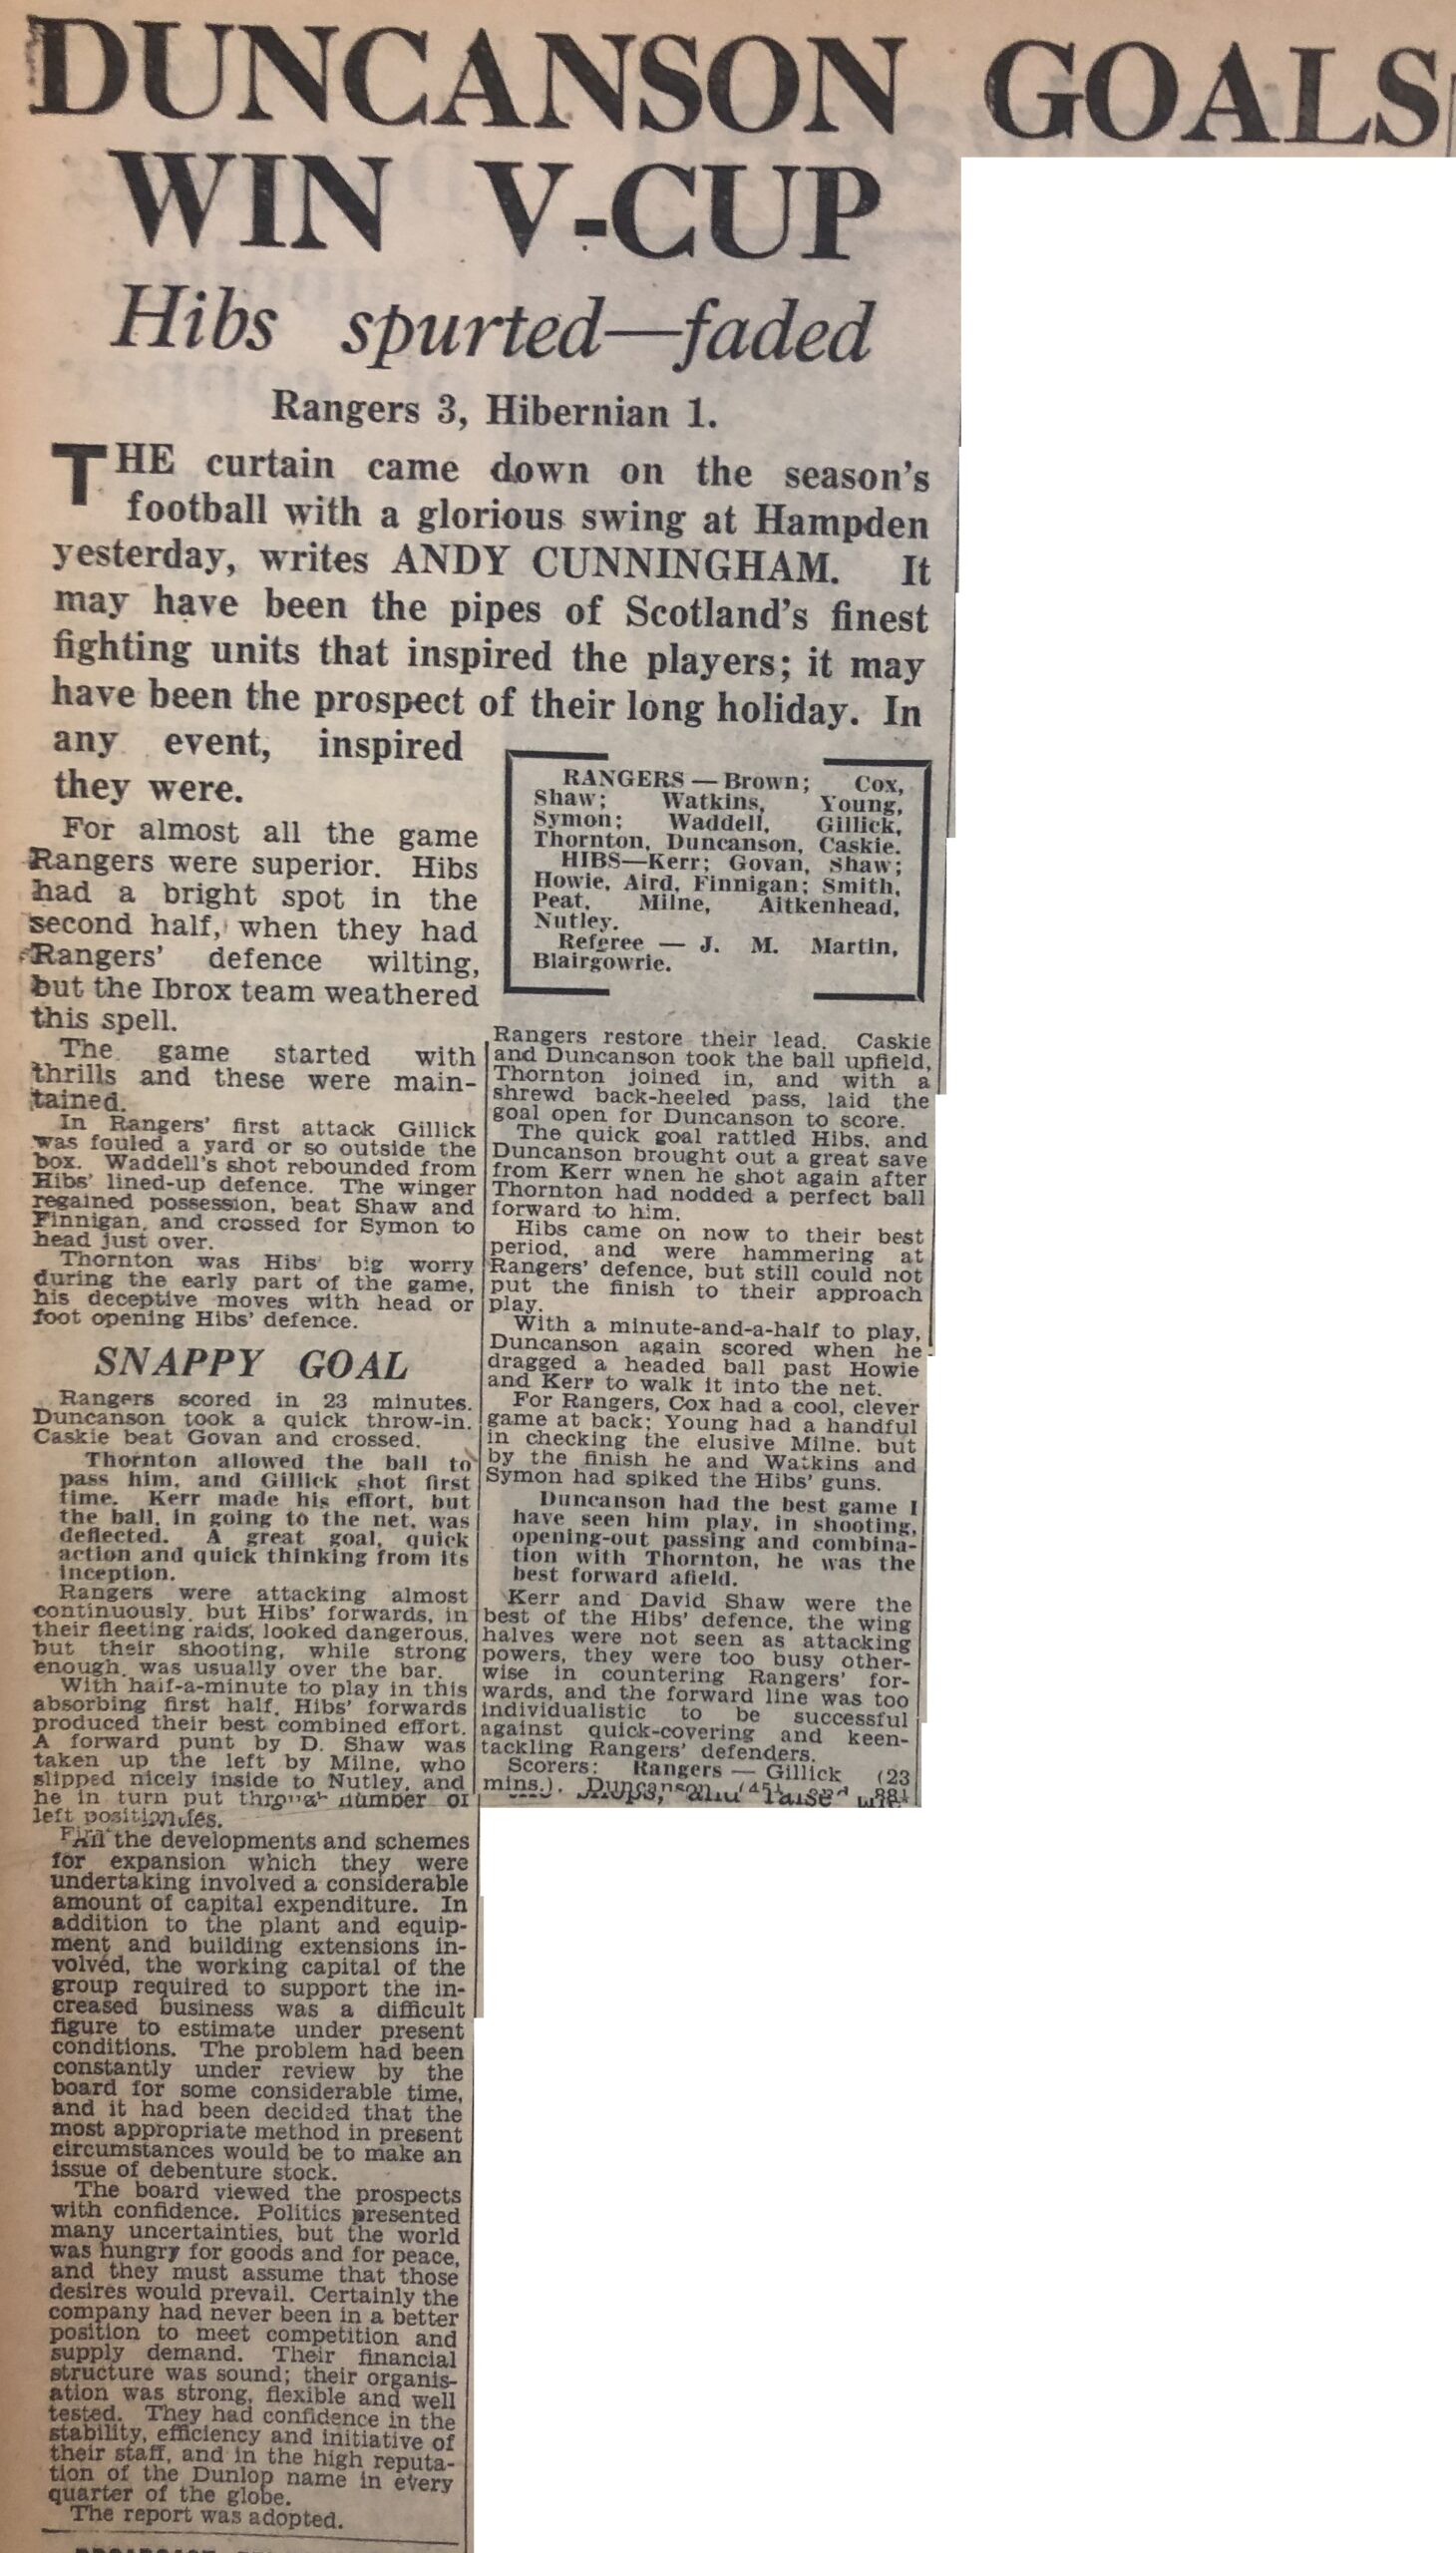 DUNCANSON GOALS
WIN V-CUP
Hibs spurted—faded
Rangers 3, Hibernian 1.
THE curtain came down on the season's
football with a glorious swing at Hampden
yesterday, writes ANDY CUNNINGHAM. It
may have been the pipes of Scotland's finest
fighting units that inspired the players; it may
have been the prospect of their long holiday. In
any event, inspired
they were.
For almost all the game
Rangers were superior. Hibs
had a bright spot in the
second half, when they had
Rangers' defence wilting,
but the Ibrox team weathered
this spell.
The game started with
thrills and these were main-
tained.
In Rangers' first attack Gillick
was fouled a yard or so outside the
box. Waddell's shot rebounded from
Hibs' lined-up defence. The winger
regained possession, beat Shaw and
Finnigan, and crossed for Symon to
head just over.
Thornton was Hibs' big worry
during the early part of the game,
his deceptive moves with head or
foot opening Hibs' defence.
SNAPPY GOAL
Rangers scored in 23 minutes.
Duncanson took a quick throw-in.
Caskie beat Govan and crossed.
Thornton allowed the ball to
pass him, and Gillick shot first
time. Kerr made his effort, but
the ball, in going to the net, was
deflected. A great goal, quick
action and quick thinking from its
inception.
Rangers were attacking almost
continuously, but Hibs' forwards, in
their fleeting raids, looked dangerous,
but their shooting, while strong
enough, was usually over the bar.
With half-a-minute to play in this
absorbing first half, Hibs' forwards
produced their best combined effort.
A forward punt by D. Shaw was
taken up the left by Milne, who
slipped nicely inside to Nutley, and
he in turn put number of
left
All the developments and schemes
for expansion which they were
undertaking involved a considerable
amount of capital expenditure. In
addition to the plant and equip-
ment and building extensions in-
volved, the working capital of the
group required to support the in-
creased business was a difficult
figure to estimate under present
conditions. The problem had been
constantly under review by the
board for some considerable time,
and it had been decided that the
most appropriate method in present
circumstances would be to make an
issue of debenture stock.
The board viewed the prospects
with confidence. Politics presented
many uncertainties, but the world
was hungry for goods and for peace,
and they must assume that those
desires would prevail. Certainly the
company had never been in a better
position to meet competition and
supply demand. Their financial
structure was sound; their organis-
ation was strong, flexible and well
tested. They had confidence in the
stability, efficiency and initiative of
their staff, and in the high reputa-
tion of the Dunlop name in every
quarter of the globe.
The report was adopted.
RANGERS — Brown; Cox,
Shaw; Watkins, Young,
Symon; Waddell, Gillick,
Thornton, Duncanson, Caskie.
HIBS—Kerr; Govan, Shaw;
Howie, Aird, Finnigan; Smith,
Peat, Milne, Aitkenhead,
Nutley.
Referee — J. M. Martin,
Blairgowrie.
Rangers restore their lead. Caskie
and Duncanson took the ball upfield,
Thornton joined in, and with a
shrewd back-heeled pass, laid the
goal open for Duncanson to score.
The quick goal rattled Hibs, and
Duncanson brought out a great save
from Kerr wnen he shot again after
Thornton had nodded a perfect ball
forward to him.
Hibs came on now to their best
period, and were hammering at
Rangers' defence, but still could not
put the finish to their approach
play.
With a minute-and-a-half to play,
Duncanson again scored when he
dragged a headed ball past Howie
and Kerr to walk it into the net.
For Rangers, Cox had a cool, clever
game at back; Young had a handful
in checking the elusive Milne, but
by the finish he and Watkins and
Symon had spiked the Hibs' guns.
Duncanson had the best game I
have seen him play, in shooting,
opening-out passing and combina-
tion with Thornton, he was the
best forward afield.
Kerr and David Shaw were the
best of the Hibs' defence, the wing
halves were not seen as attacking
powers, they were too busy other-
wise in countering Rangers' for-
wards, and the forward line was too
individualistic to be successful
against quick-covering and keen-
tackling Rangers' defenders.
Scorers: Rangers — Gillick (23
mins.), Duncanson